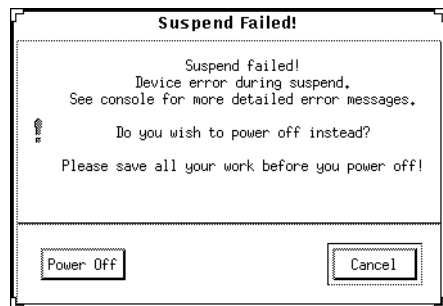 Suspend Failed!
Suspend failed!
Device error during suspend.
See console for more detailed error messages.
Do you wish to power off instead?
Please save all your work before you power off!
Power Off
Cancel